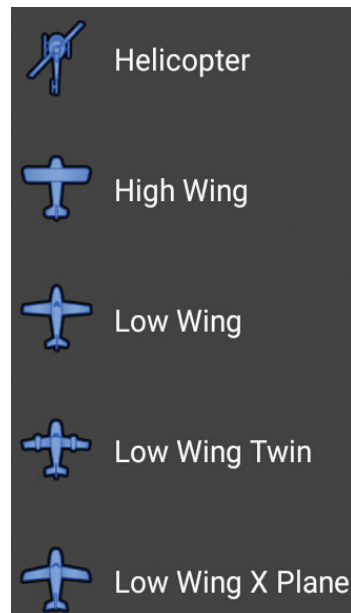 Helicopter
High Wing
Low Wing
Low Wing Twin
Low Wing X Plane